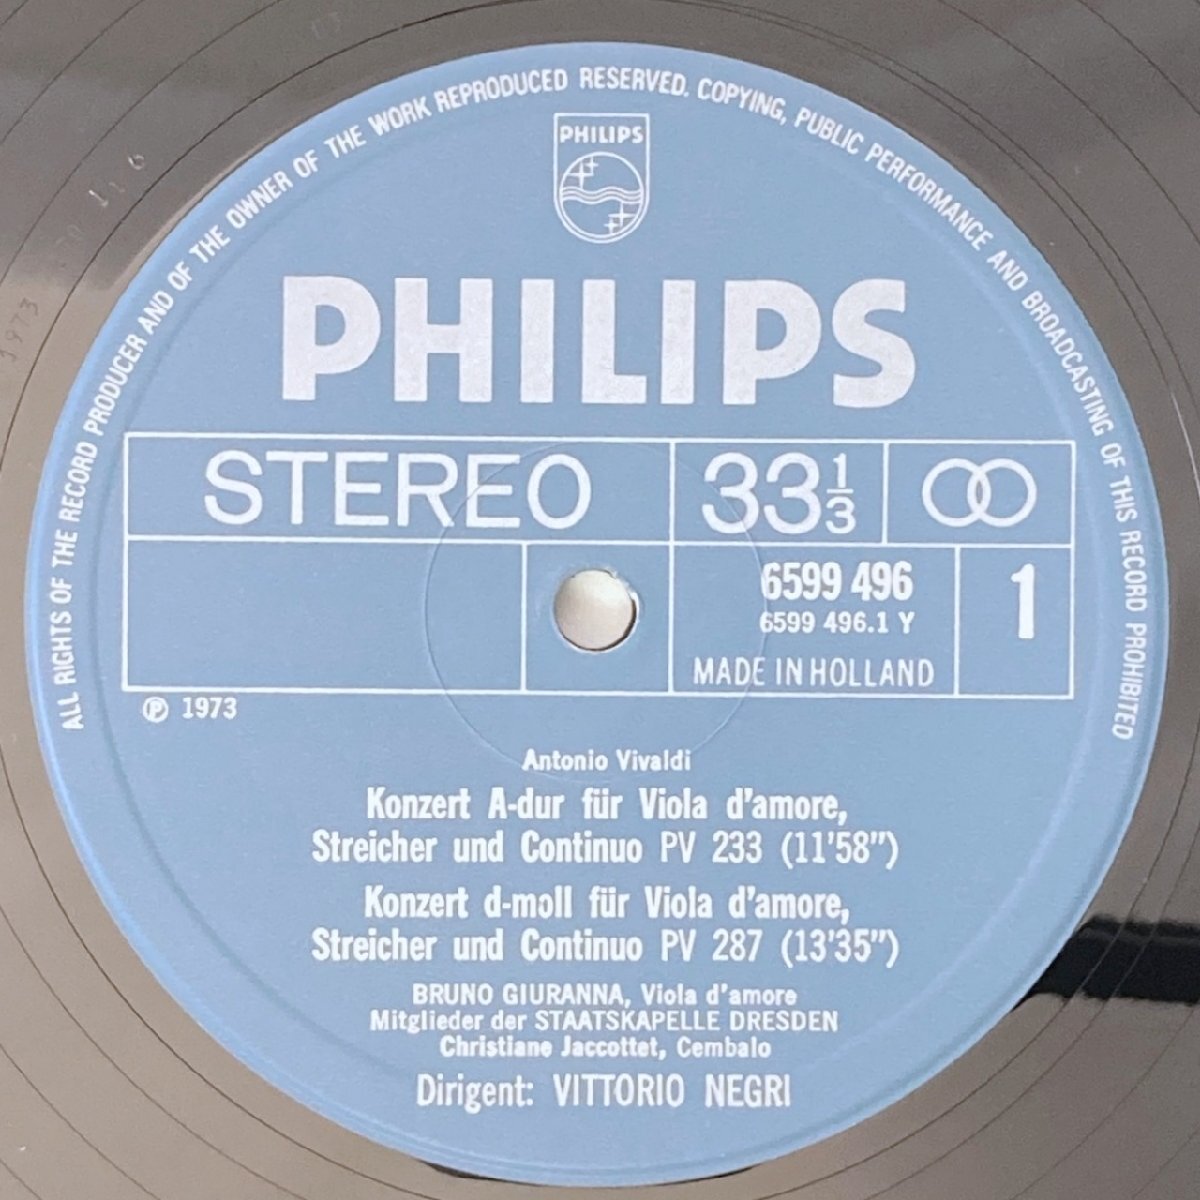 ALL RIGHTS OF THE RECORD PRODUCER AND OF THE OWNER OF THE WORK REPRODUCED RESERVED. COPYING, PUBLIC PERFORMANCE AND BROADCASTING OF THIS RECORD PROHIBITED
PHILIPS
PHILIPS
STEREO 33 1/3
6599 496 1
6599 496.1 Y
MADE IN HOLLAND
℗ 1973
Antonio Vivaldi
Konzert A-dur für Viola d'amore,
Streicher und Continuo PV 233 (11'58")
Konzert d-moll für Viola d'amore,
Streicher und Continuo PV 287 (13'35")
BRUNO GIURANNA, Viola d'amore
Mitglieder der STAATSKAPELLE DRESDEN
Christiane Jaccottet, Cembalo
Dirigent: VITTORIO NEGRI